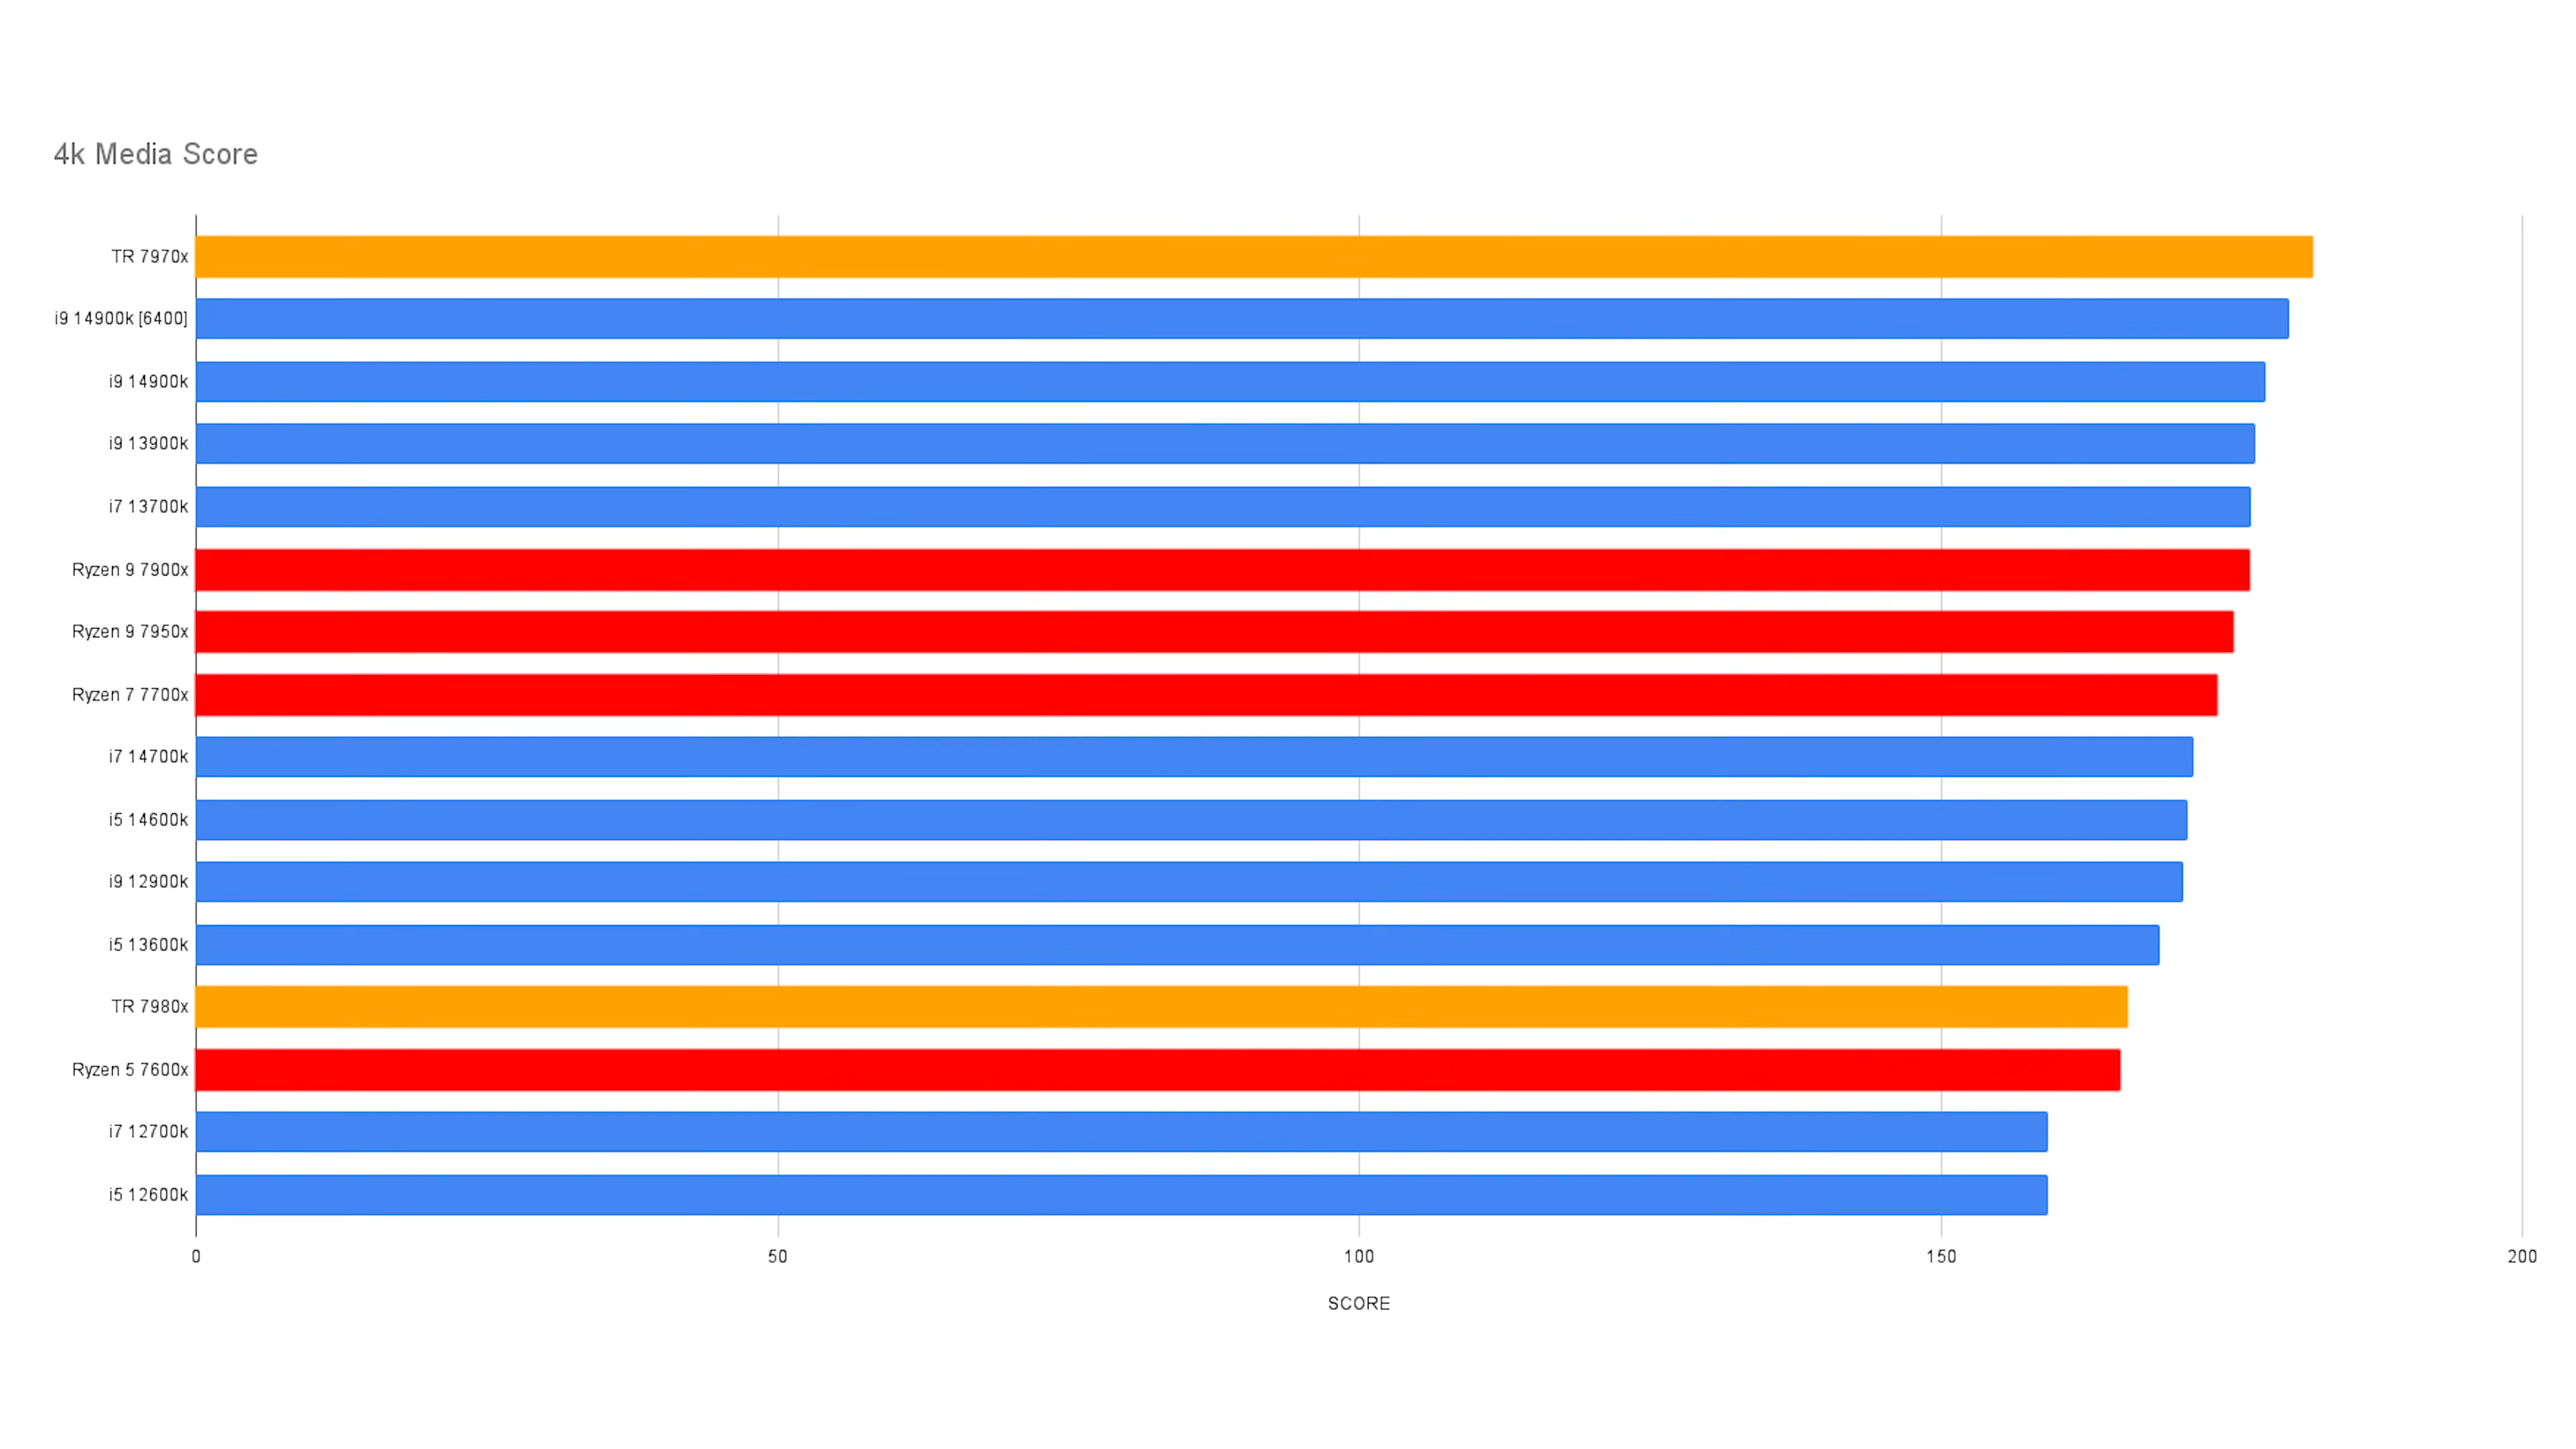 4k Media Score
TR 7970x
i9 14900k [6400]
i9 14900k
i9 13900k
i7 13700k
Ryzen 9 7900x
Ryzen 9 7950x
Ryzen 7 7700x
i7 14700k
i5 14600k
i9 12900k
i5 13600k
TR 7980x
Ryzen 5 7600x
i7 12700k
i5 12600k
0 50 100 150 200
SCORE